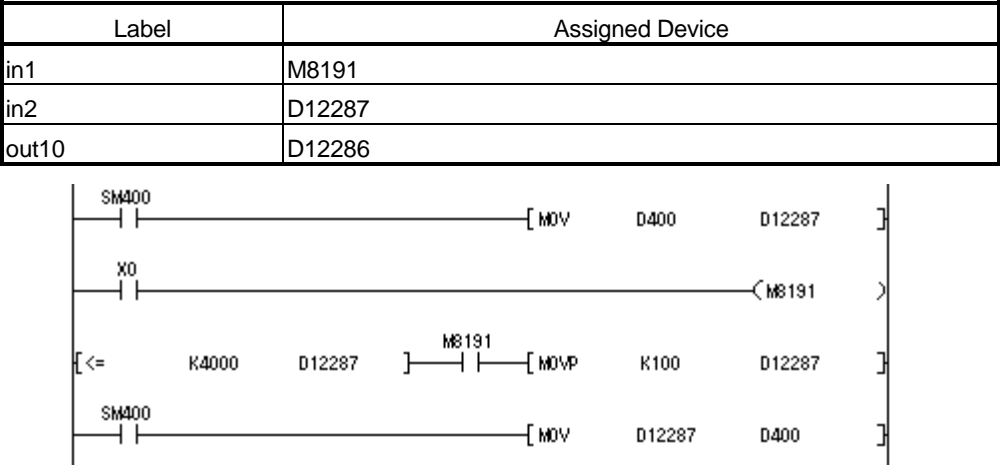 Label Assigned Device
in1 M8191
in2 D12287
out10 D12286
SM400
MOV D400 D12287
X0
M8191
M8191
<= K4000 D12287 MOVP K100 D12287
SM400
MOV D12287 D400